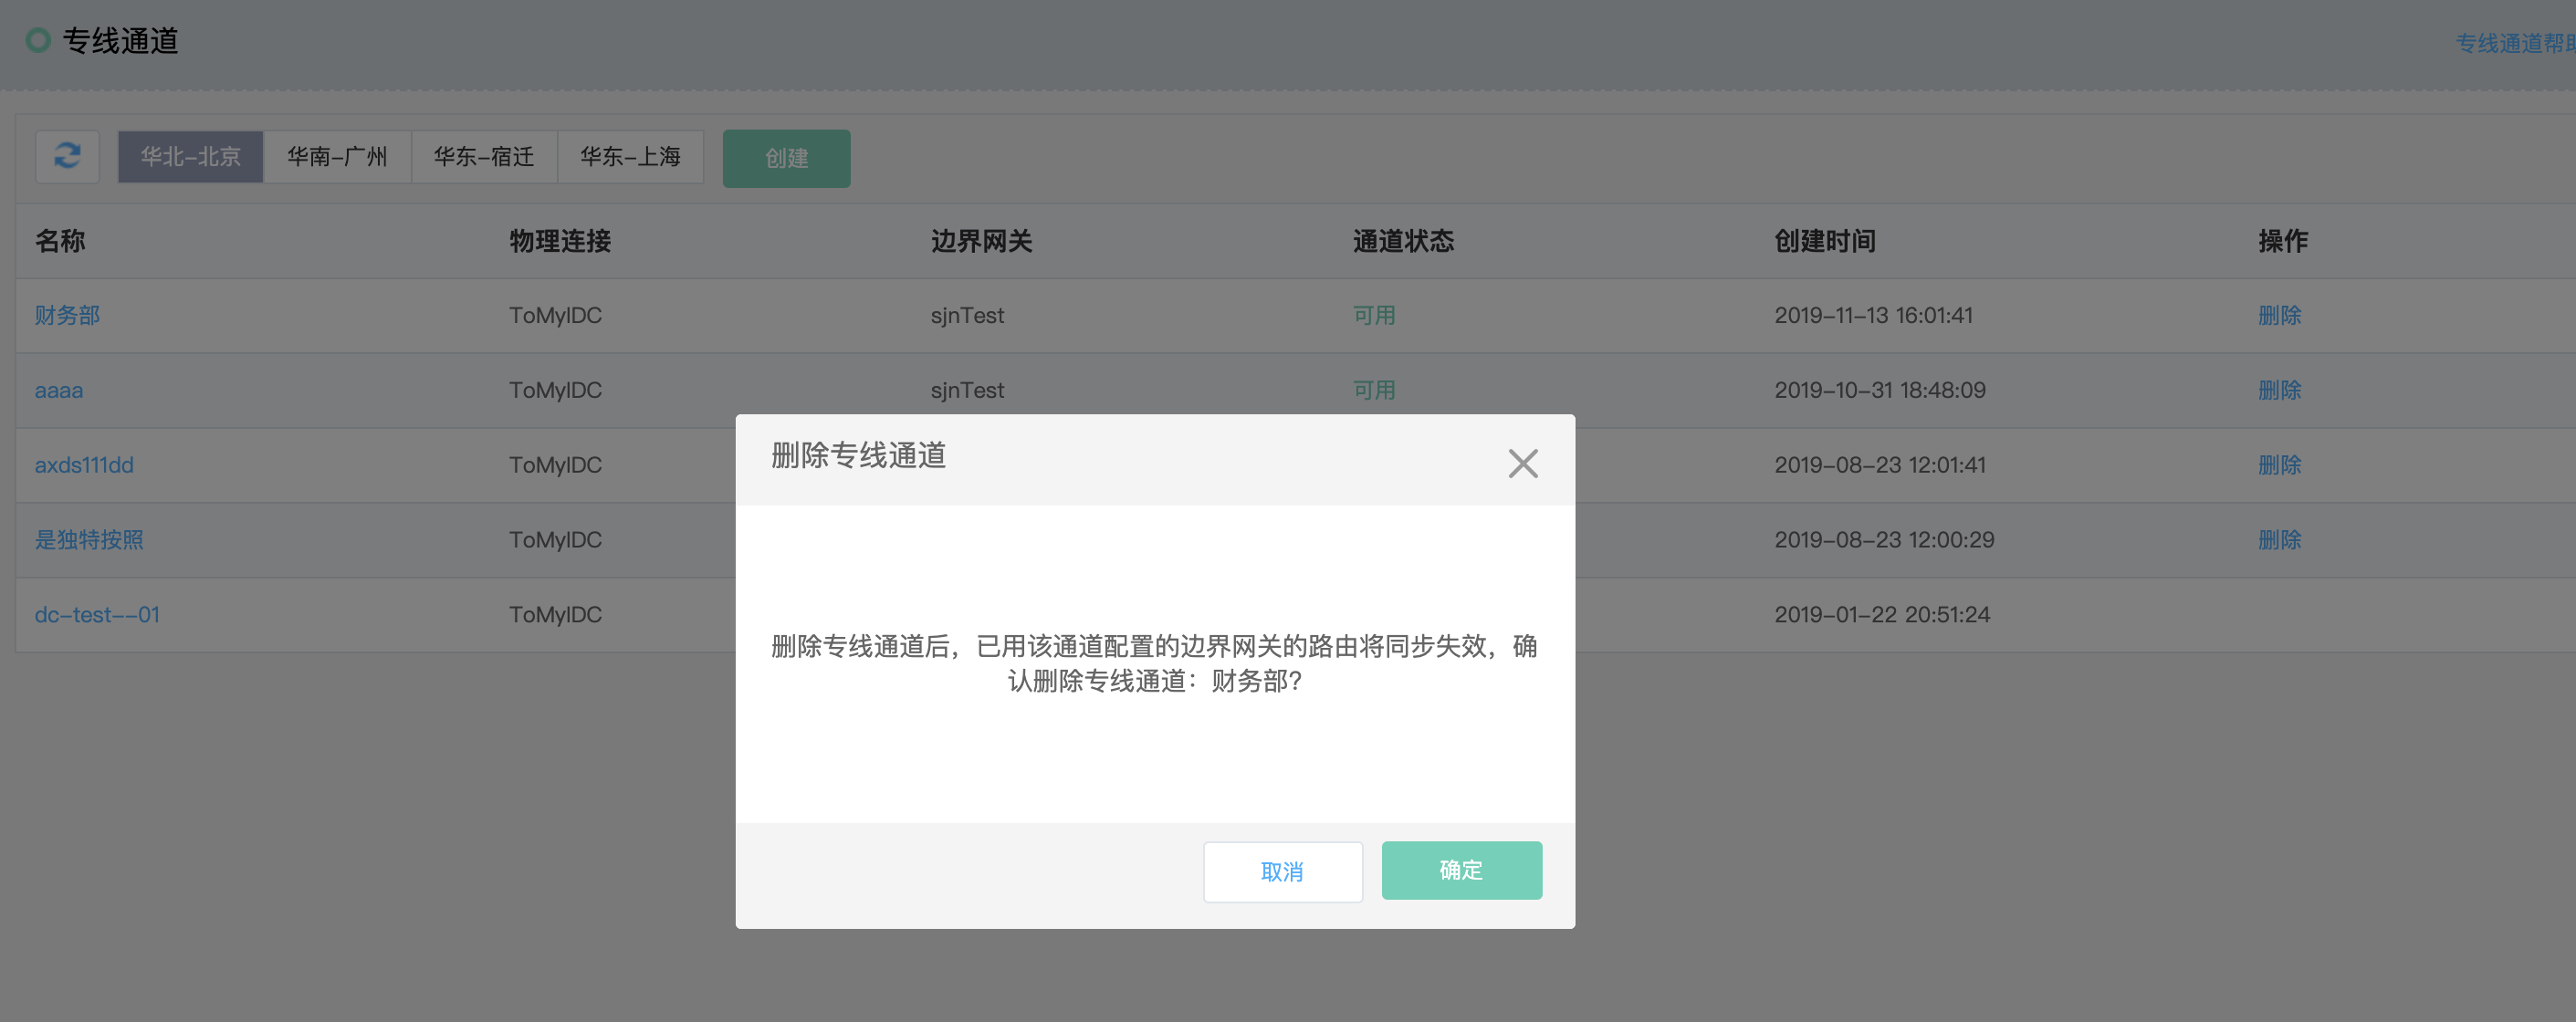 专线通道
专线通道帮助
华北-北京 华南-广州 华东-宿迁 华东-上海 创建
名称 物理连接 边界网关 通道状态 创建时间 操作
财务部 ToMyIDC sjnTest 可用 2019-11-13 16:01:41 删除
aaaa ToMyIDC sjnTest 可用 2019-10-31 18:48:09 删除
axds111dd ToMyIDC 2019-08-23 12:01:41 删除
是独特按照 ToMyIDC 2019-08-23 12:00:29 删除
dc-test--01 ToMyIDC 2019-01-22 20:51:24
删除专线通道
删除专线通道后，已用该通道配置的边界网关的路由将同步失效，确
认删除专线通道：财务部？
取消 确定